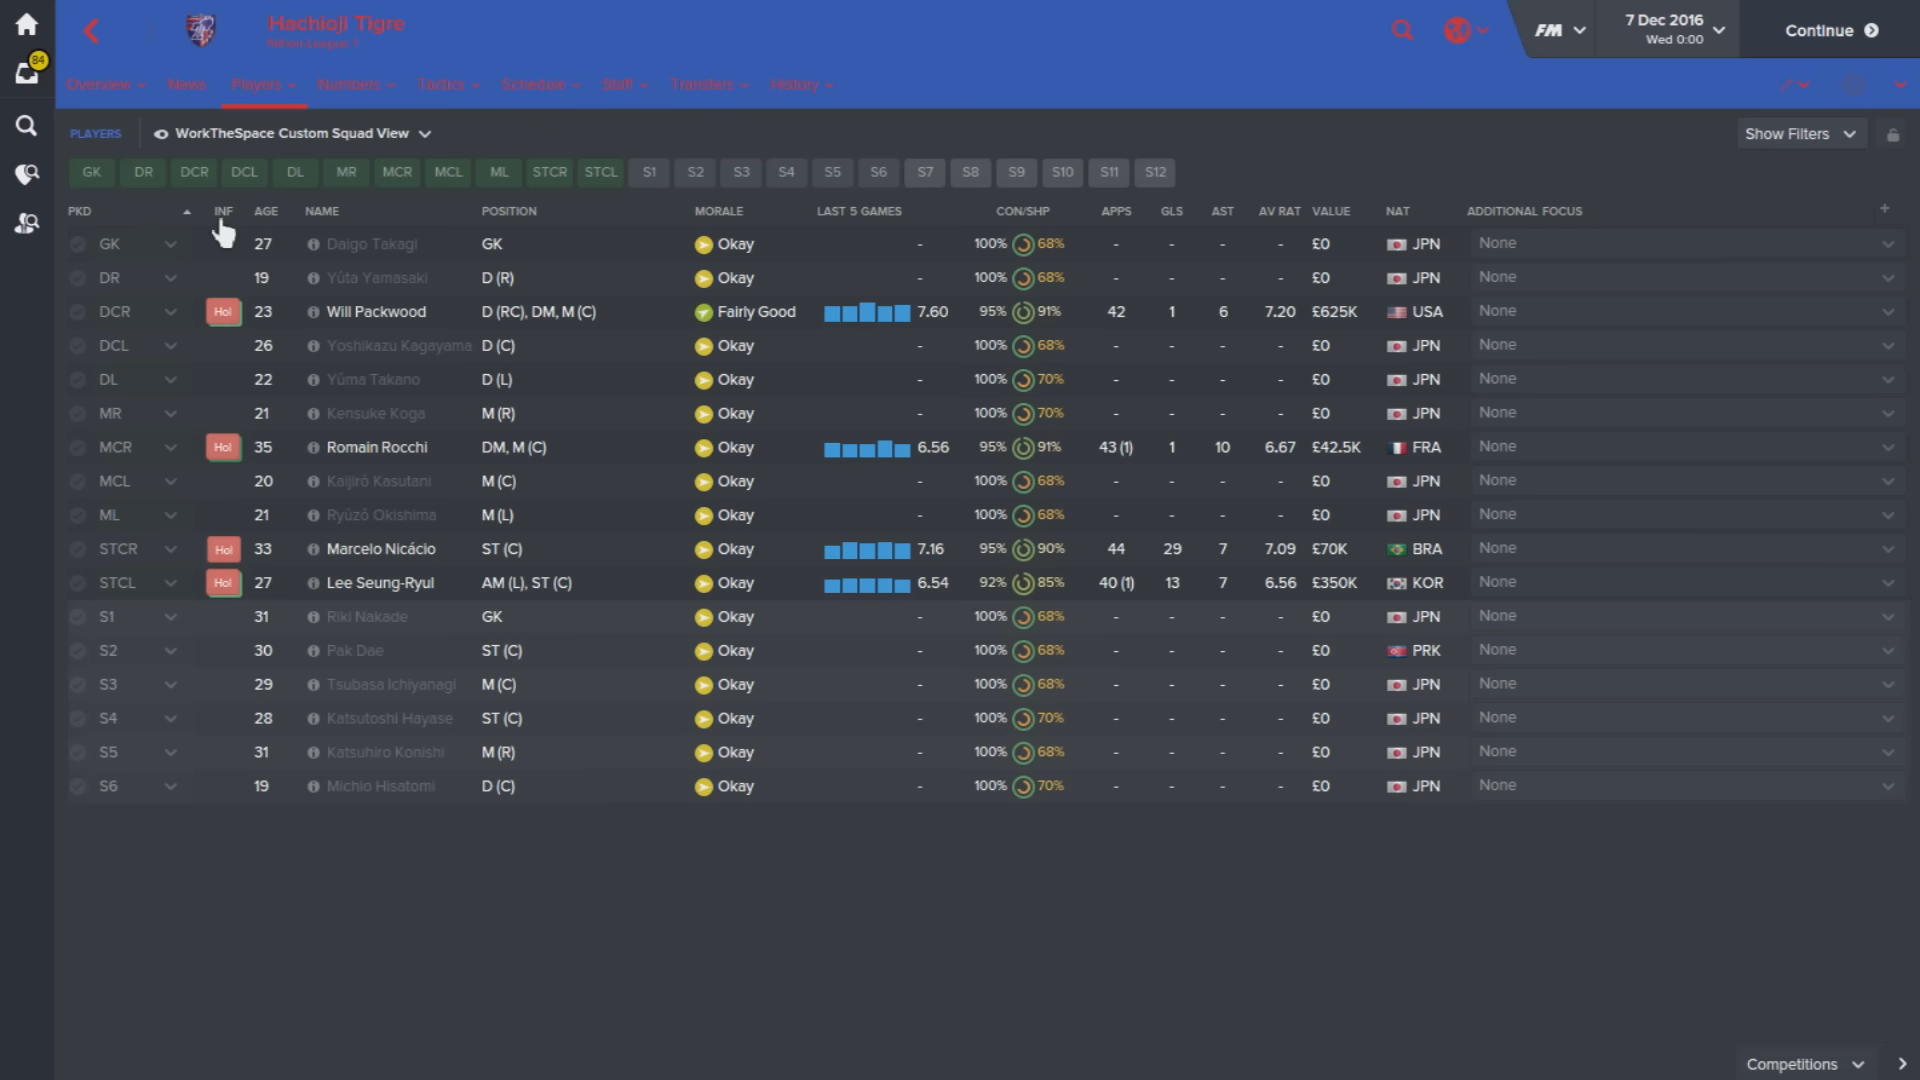 Hachioji Tigre
84
FM
7 Dec 2016
Wed 0:00
Continue
Overview News Players Numbers Tactics Schedule Staff Transfers History
PLAYERS WorkTheSpace Custom Squad View Show Filters
GK DR DCR DCL DL MR MCR MCL ML STCR STCL S1 S2 S3 S4 S5 S6 S7 S8 S9 S10 S11 S12
PKD INF AGE NAME POSITION MORALE LAST 5 GAMES CON/SHP APPS GLS AST AV RAT VALUE NAT ADDITIONAL FOCUS +
GK 27 Daigo Takagi GK Okay - 100% 68% - - - - £0 JPN None
DR 19 Yûta Yamasaki D (R) Okay - 100% 68% - - - - £0 JPN None
DCR Hol 23 Will Packwood D (RC), DM, M (C) Fairly Good 7.60 95% 91% 42 1 6 7.20 £625K USA None
DCL 26 Yoshikazu Kagayama D (C) Okay - 100% 68% - - - - £0 JPN None
DL 22 Yûma Takano D (L) Okay - 100% 70% - - - - £0 JPN None
MR 21 Kensuke Koga M (R) Okay - 100% 70% - - - - £0 JPN None
MCR Hol 35 Romain Rocchi DM, M (C) Okay 6.56 95% 91% 43 (1) 1 10 6.67 £42.5K FRA None
MCL 20 Kaijirô Kasutani M (C) Okay - 100% 68% - - - - £0 JPN None
ML 21 Ryûzô Okishima M (L) Okay - 100% 68% - - - - £0 JPN None
STCR Hol 33 Marcelo Nicácio ST (C) Okay 7.16 95% 90% 44 29 7 7.09 £70K BRA None
STCL Hol 27 Lee Seung-Ryul AM (L), ST (C) Okay 6.54 92% 85% 40 (1) 13 7 6.56 £350K KOR None
S1 31 Riki Nakade GK Okay - 100% 68% - - - - £0 JPN None
S2 30 Pak Dae ST (C) Okay - 100% 68% - - - - £0 PRK None
S3 29 Tsubasa Ichiyanagi M (C) Okay - 100% 68% - - - - £0 JPN None
S4 28 Katsutoshi Hayase ST (C) Okay - 100% 70% - - - - £0 JPN None
S5 31 Katsuhiro Konishi M (R) Okay - 100% 68% - - - - £0 JPN None
S6 19 Michio Hisatomi D (C) Okay - 100% 70% - - - - £0 JPN None
Competitions